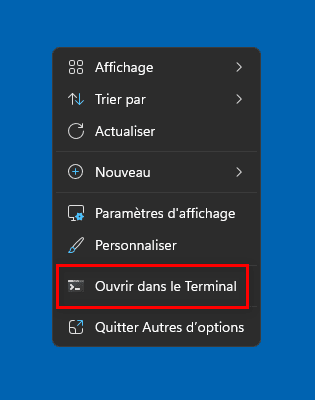 Affichage
Trier par
Actualiser
Nouveau
Paramètres d'affichage
Personnaliser
Ouvrir dans le Terminal
Quitter Autres d'options